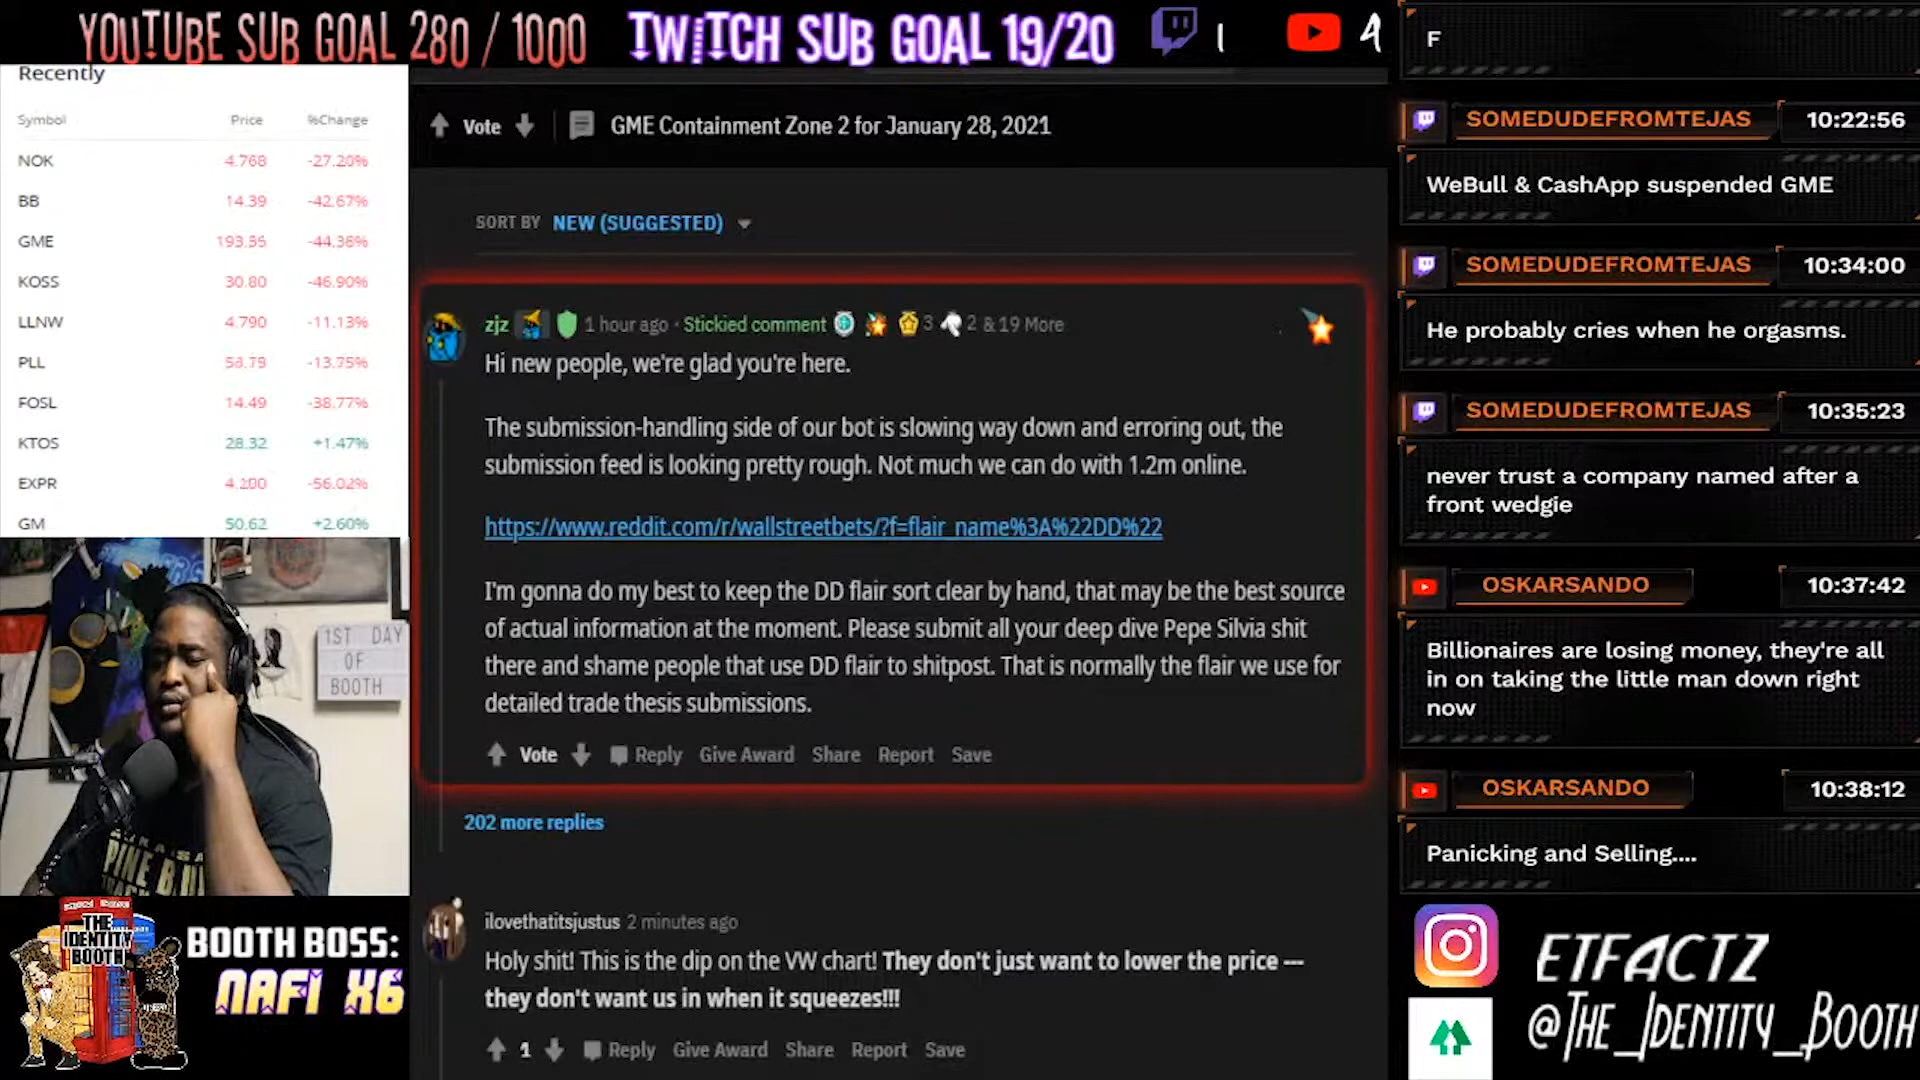 YOUTUBE SUB GOAL 280 / 1000
TWITCH SUB GOAL 19/20
Recently
Symbol Price %Change
NOK 4.768 -27.20%
BB 14.39 -42.67%
GME -44.36%
KOSS 30.80 -46.90%
LLNW 4.790 -11.13%
PLL -13.75%
FOSL 14.49 -38.77%
KTOS 28.32 +1.47%
EXPR 4.200 -56.02%
GM 50.62 +2.60%
1ST DAY
OF
BOOTH
PINE B
THE
IDENTITY
BOOTH
BOOTH BOSS:
NAFI X6
Vote
GME Containment Zone 2 for January 28, 2021
SORT BY NEW (SUGGESTED)
zjz 1 hour ago · Stickied comment 3 2 & 19 More
Hi new people, we're glad you're here.
The submission-handling side of our bot is slowing way down and erroring out, the
submission feed is looking pretty rough. Not much we can do with 1.2m online.
https://www.reddit.com/r/wallstreetbets/?f=flair_name%3A%22DD%22
I'm gonna do my best to keep the DD flair sort clear by hand, that may be the best source
of actual information at the moment. Please submit all your deep dive Pepe Silvia shit
there and shame people that use DD flair to shitpost. That is normally the flair we use for
detailed trade thesis submissions.
Vote Reply Give Award Share Report Save
202 more replies
ilovethatitsjustus 2 minutes ago
Holy shit! This is the dip on the VW chart! They don't just want to lower the price ---
they don't want us in when it squeezes!!!
1 Reply Give Award Share Report Save
F
SOMEDUDEFROMTEJAS 10:22:56
WeBull & CashApp suspended GME
SOMEDUDEFROMTEJAS 10:34:00
He probably cries when he orgasms.
SOMEDUDEFROMTEJAS 10:35:23
never trust a company named after a
front wedgie
OSKARSANDO 10:37:42
Billionaires are losing money, they're all
in on taking the little man down right
now
OSKARSANDO 10:38:12
Panicking and Selling....
ETFACTZ
@THE_IDENTITY_BOOTH